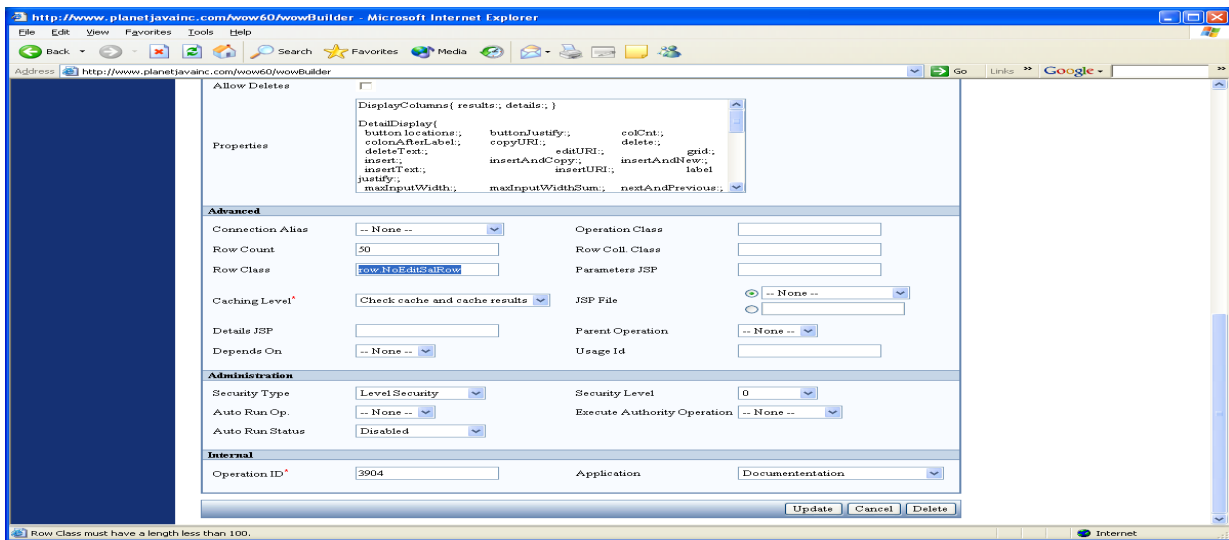 http://www.planetjavainc.com/wow60/wowBuilder - Microsoft Internet Explorer
File Edit View Favorites Tools Help
Back Search Favorites Media
Address http://www.planetjavainc.com/wow60/wowBuilder Go Links » Google »
Allow Deletes
Properties
DisplayColumns{ results:; details:; }
DetailDisplay{
button locations:; buttonJustify:; colCnt:;
colonAfterLabel:; copyURI:; delete:;
deleteText:; editURI:; grid:;
insert:; insertAndCopy:; insertAndNew:;
insertText:; insertURI:; label
justify:;
maxInputWidth:; maxInputWidthSum:; nextAndPrevious:;
Advanced
Connection Alias -- None -- Operation Class
Row Count 50 Row Coll. Class
Row Class row.NoEditSalRow Parameters JSP
Caching Level* Check cache and cache results JSP File -- None --
Details JSP Parent Operation -- None --
Depends On -- None -- Usage Id
Administration
Security Type Level Security Security Level 0
Auto Run Op. -- None -- Execute Authority Operation -- None --
Auto Run Status Disabled
Internal
Operation ID* 3904 Application Documententation
Update Cancel Delete
Row Class must have a length less than 100. Internet